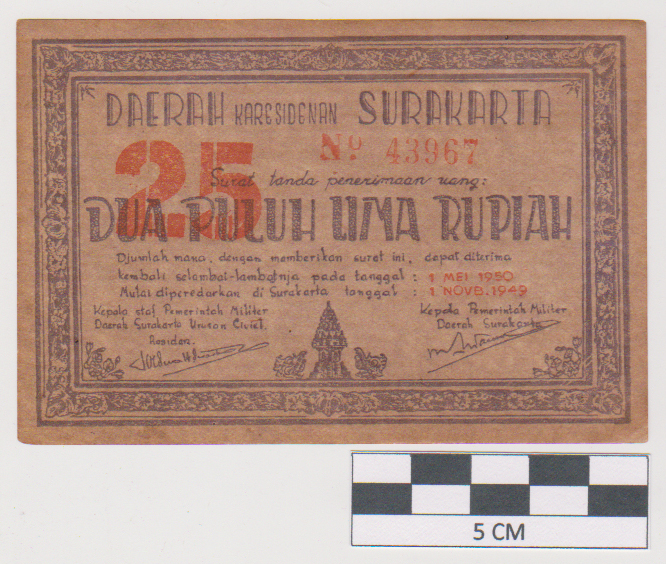 DAERAH KARESIDENAN SURAKARTA
25
No 43967
Surat tanda penerimaan uang:
DUA PULUH LIMA RUPIAH
Djumlah mana, dengan memberikan surat ini, dapat diterima
kembali selambat-lambatnja pada tanggal : 1 MEI 1950
Mulai diperedarkan di Surakarta tanggal : 1 NOVB. 1949
Kepala staf Pemerintah Militer
Daerah Surakarta Urusan Civiel.
Residen.
Kepala Pemerintah Militer
Daerah Surakarta
5 CM